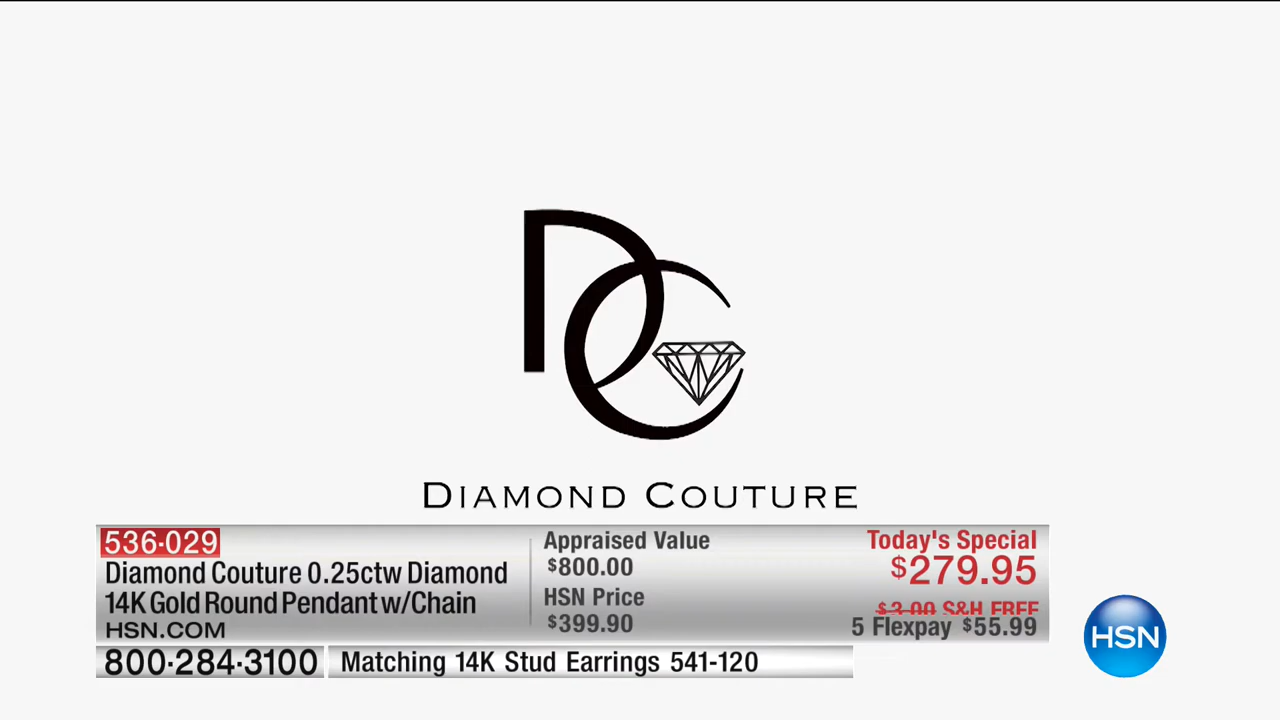 DC
DIAMOND COUTURE
536·029
Diamond Couture 0.25ctw Diamond
14K Gold Round Pendant w/Chain
HSN.COM
Appraised Value
$800.00
HSN Price
$399.90
Today's Special
$279.95
$3.00 S&H FREE
5 Flexpay $55.99
HSN
800·284·3100
Matching 14K Stud Earrings 541-120